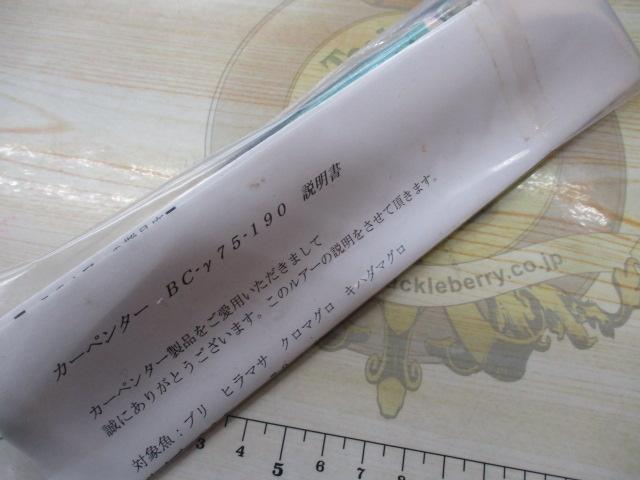 カーペンター BC-γ75-190 説明書
カーペンター製品をご愛用いただきまして
誠にありがとうございます。このルアーの説明をさせて頂きます。
対象魚：ブリ ヒラマサ クロマグロ キハダマグロ
ckleberry.co.jp
3 4 5 6 7 8 9